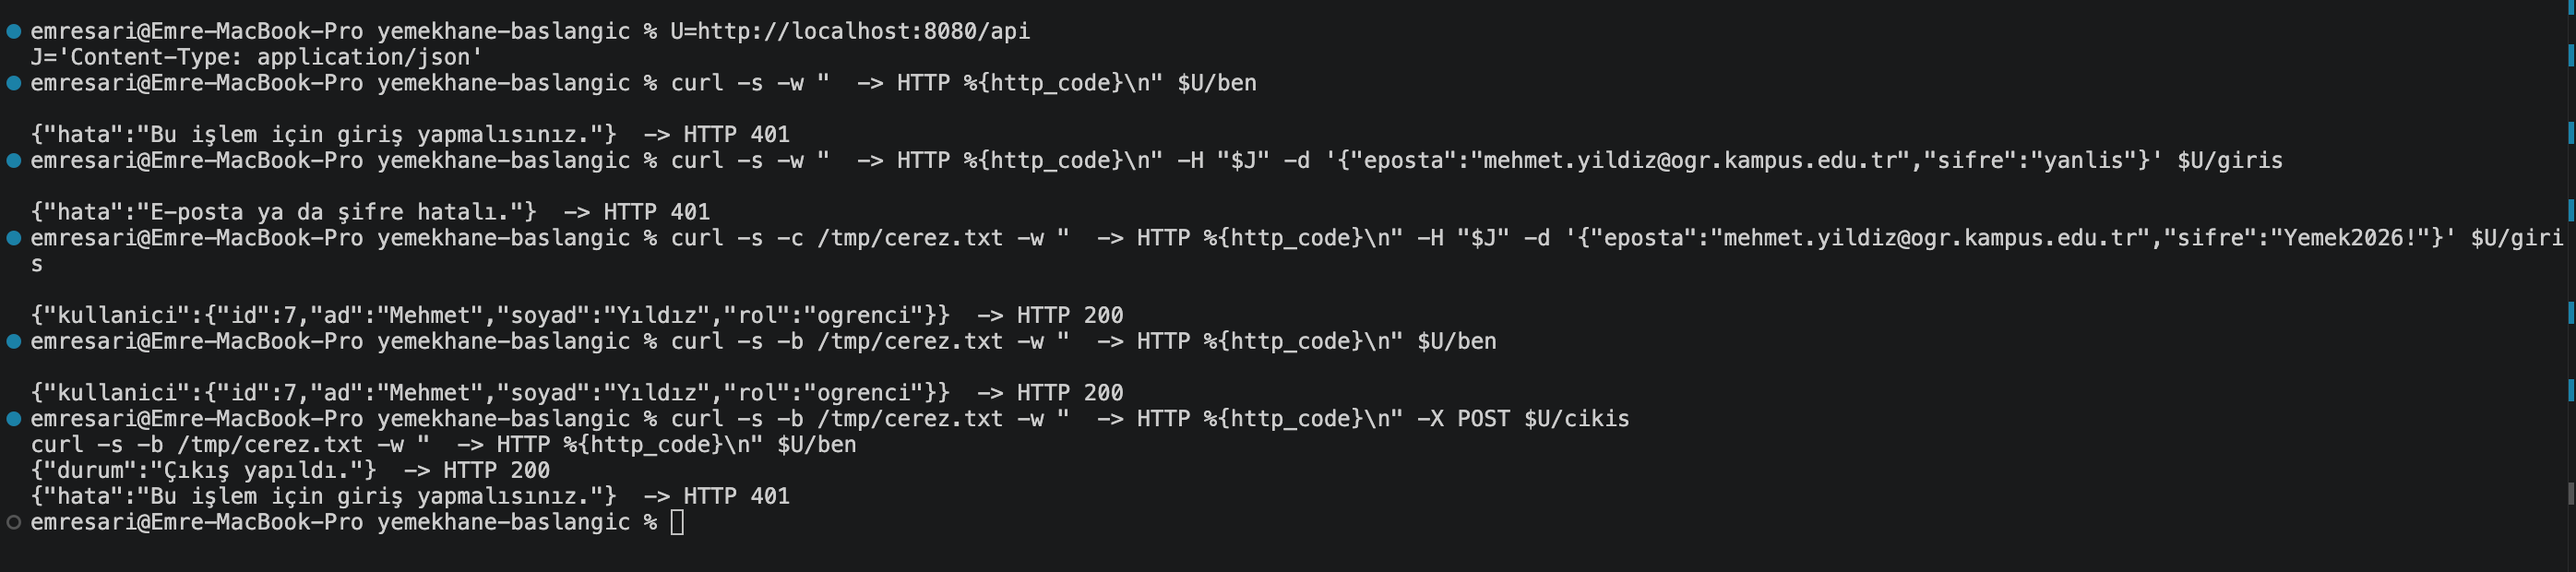 emresari@Emre-MacBook-Pro yemekhane-baslangic % U=http://localhost:8080/api
J='Content-Type: application/json'
emresari@Emre-MacBook-Pro yemekhane-baslangic % curl -s -w "  -> HTTP %{http_code}\n" $U/ben
{"hata":"Bu işlem için giriş yapmalısınız."}  -> HTTP 401
emresari@Emre-MacBook-Pro yemekhane-baslangic % curl -s -w "  -> HTTP %{http_code}\n" -H "$J" -d '{"eposta":"mehmet.yildiz@ogr.kampus.edu.tr","sifre":"yanlis"}' $U/giris
{"hata":"E-posta ya da şifre hatalı."}  -> HTTP 401
emresari@Emre-MacBook-Pro yemekhane-baslangic % curl -s -c /tmp/cerez.txt -w "  -> HTTP %{http_code}\n" -H "$J" -d '{"eposta":"mehmet.yildiz@ogr.kampus.edu.tr","sifre":"Yemek2026!"}' $U/giri
s
{"kullanici":{"id":7,"ad":"Mehmet","soyad":"Yıldız","rol":"ogrenci"}}  -> HTTP 200
emresari@Emre-MacBook-Pro yemekhane-baslangic % curl -s -b /tmp/cerez.txt -w "  -> HTTP %{http_code}\n" $U/ben
{"kullanici":{"id":7,"ad":"Mehmet","soyad":"Yıldız","rol":"ogrenci"}}  -> HTTP 200
emresari@Emre-MacBook-Pro yemekhane-baslangic % curl -s -b /tmp/cerez.txt -w "  -> HTTP %{http_code}\n" -X POST $U/cikis
curl -s -b /tmp/cerez.txt -w "  -> HTTP %{http_code}\n" $U/ben
{"durum":"Çıkış yapıldı."}  -> HTTP 200
{"hata":"Bu işlem için giriş yapmalısınız."}  -> HTTP 401
emresari@Emre-MacBook-Pro yemekhane-baslangic %